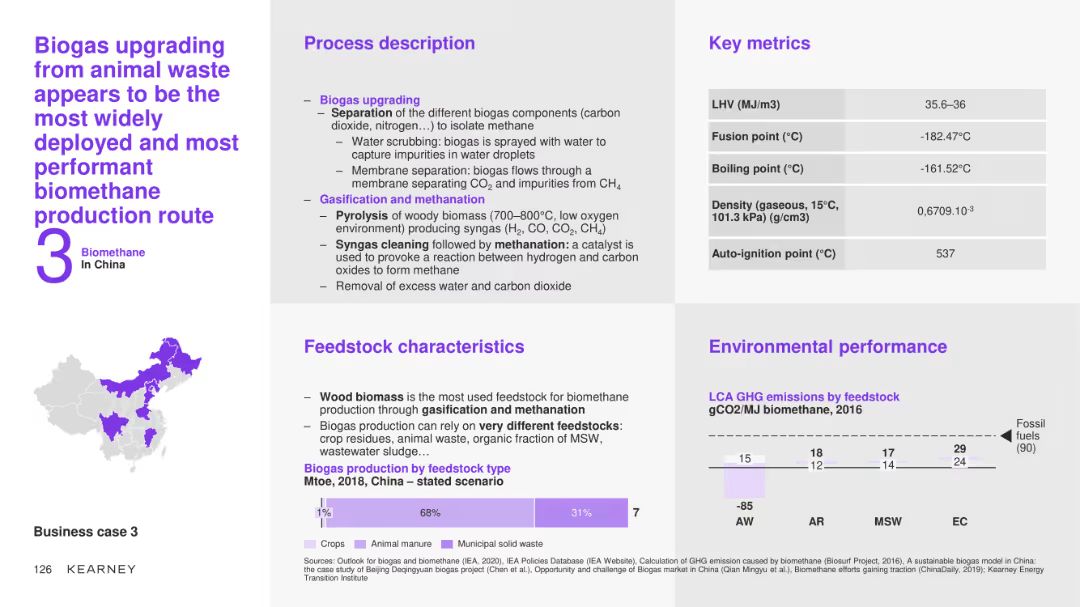 Biogas upgrading
from animal waste
appears to be the
most widely
deployed and most
performant
biomethane
production route
3
Biomethane
In China
Business case 3
126 KEARNEY
Process description
– Biogas upgrading
– Separation of the different biogas components (carbon
dioxide, nitrogen…) to isolate methane
– Water scrubbing: biogas is sprayed with water to
capture impurities in water droplets
– Membrane separation: biogas flows through a
membrane separating CO2 and impurities from CH4
– Gasification and methanation
– Pyrolysis of woody biomass (700–800°C, low oxygen
environment) producing syngas (H2, CO, CO2, CH4)
– Syngas cleaning followed by methanation: a catalyst is
used to provoke a reaction between hydrogen and carbon
oxides to form methane
– Removal of excess water and carbon dioxide
Key metrics
LHV (MJ/m3) 35.6–36
Fusion point (°C) -182.47°C
Boiling point (°C) -161.52°C
Density (gaseous, 15°C,
101.3 kPa) (g/cm3) 0,6709.10-3
Auto-ignition point (°C) 537
Feedstock characteristics
– Wood biomass is the most used feedstock for biomethane
production through gasification and methanation
– Biogas production can rely on very different feedstocks:
crop residues, animal waste, organic fraction of MSW,
wastewater sludge…
Biogas production by feedstock type
Mtoe, 2018, China – stated scenario
1% 68% 31% 7
Crops Animal manure Municipal solid waste
Environmental performance
LCA GHG emissions by feedstock
gCO2/MJ biomethane, 2016
Fossil
fuels
(90)
15 18 17 29
12 14 24
-85
AW AR MSW EC
Sources: Outlook for biogas and biomethane (IEA, 2020), IEA Policies Database (IEA Website), Calculation of GHG emission caused by biomethane (Biosurf Project, 2016), A sustainable biogas model in China:
the case study of Beijing Deqingyuan biogas project (Chen et al.), Opportunity and challenge of Biogas market in China (Qian Mingyu et al.), Biomethane efforts gaining traction (ChinaDaily, 2019); Kearney Energy
Transition Institute